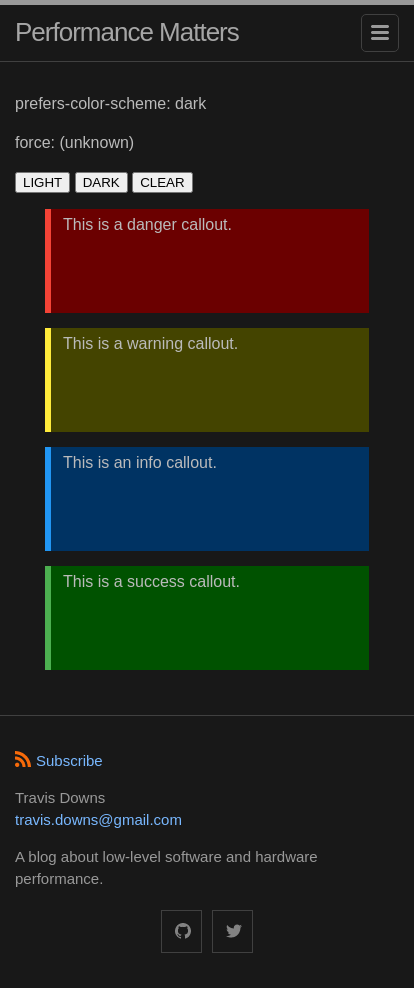 Performance Matters
prefers-color-scheme: dark
force: (unknown)
LIGHT DARK CLEAR
This is a danger callout.
This is a warning callout.
This is an info callout.
This is a success callout.
Subscribe
Travis Downs
travis.downs@gmail.com
A blog about low-level software and hardware
performance.